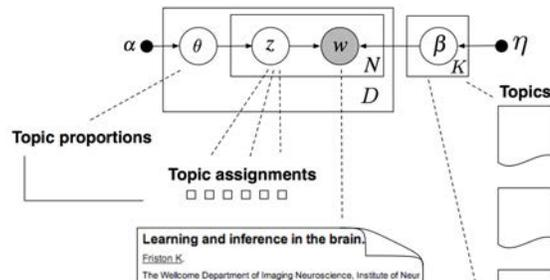 α θ z w β η
N K
D
Topics
Topic proportions
Topic assignments
Learning and inference in the brain.
Friston K.
The Wellcome Department of Imaging Neuroscience, Institute of Neur